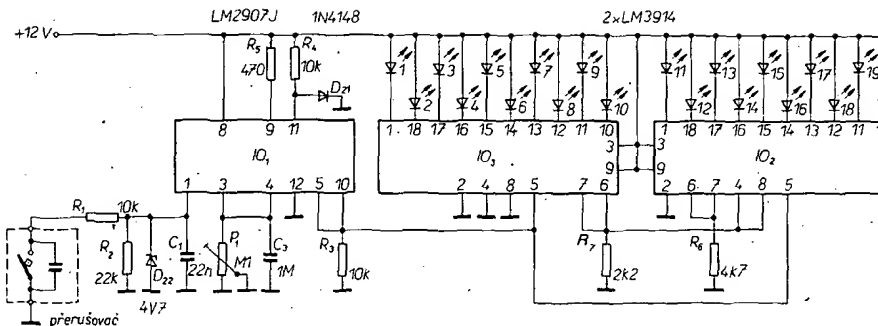 LM2907J 1N4148 2xLM3914
+12 V
R5 470
R4 10k
D21
1 2 3 4 5 6 7 8 9 10
11 12 13 14 15 16 17 18 19
8 9 11
IO1
1 3 4 12 5 10
1 18 17 16 15 14 13 12 11 10
3
9
IO3
2 4 8 5 7 6
1 18 17 16 15 14 13 12 11
3
9
IO2
2 6 7 4 8 5
R1 10k
R2 22k
D22 4V7
C1 22n
P1 M1
C3 1M
R3 10k
R7 2k2
R6 4k7
přerušovač